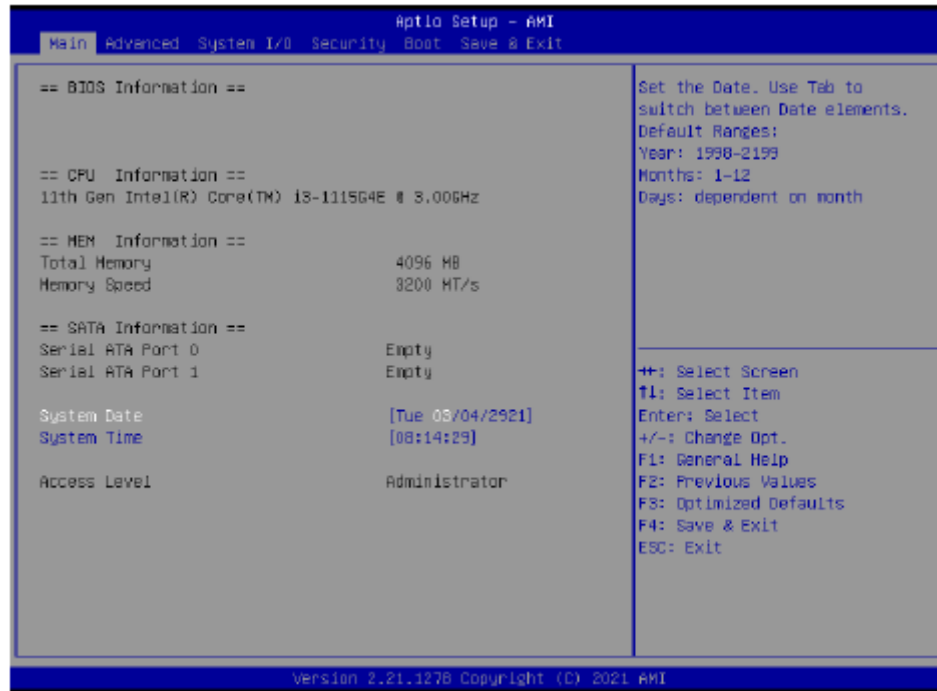 Aptio Setup - AMI
Main Advanced System I/O Security Boot Save & Exit
== BIOS Information ==
== CPU Information ==
11th Gen Intel(R) Core(TM) i3-1115G4E @ 3.00GHz
== MEM Information ==
Total Memory 4096 MB
Memory Speed 3200 MT/s
== SATA Information ==
Serial ATA Port 0 Empty
Serial ATA Port 1 Empty
System Date [Tue 03/04/2921]
System Time [08:14:29]
Access Level Administrator
Set the Date. Use Tab to
switch between Date elements.
Default Ranges:
Year: 1998-2199
Months: 1-12
Days: dependent on month
→←: Select Screen
↑↓: Select Item
Enter: Select
+/-: Change Opt.
F1: General Help
F2: Previous Values
F3: Optimized Defaults
F4: Save & Exit
ESC: Exit
Version 2.21.1278 Copyright (C) 2021 AMI